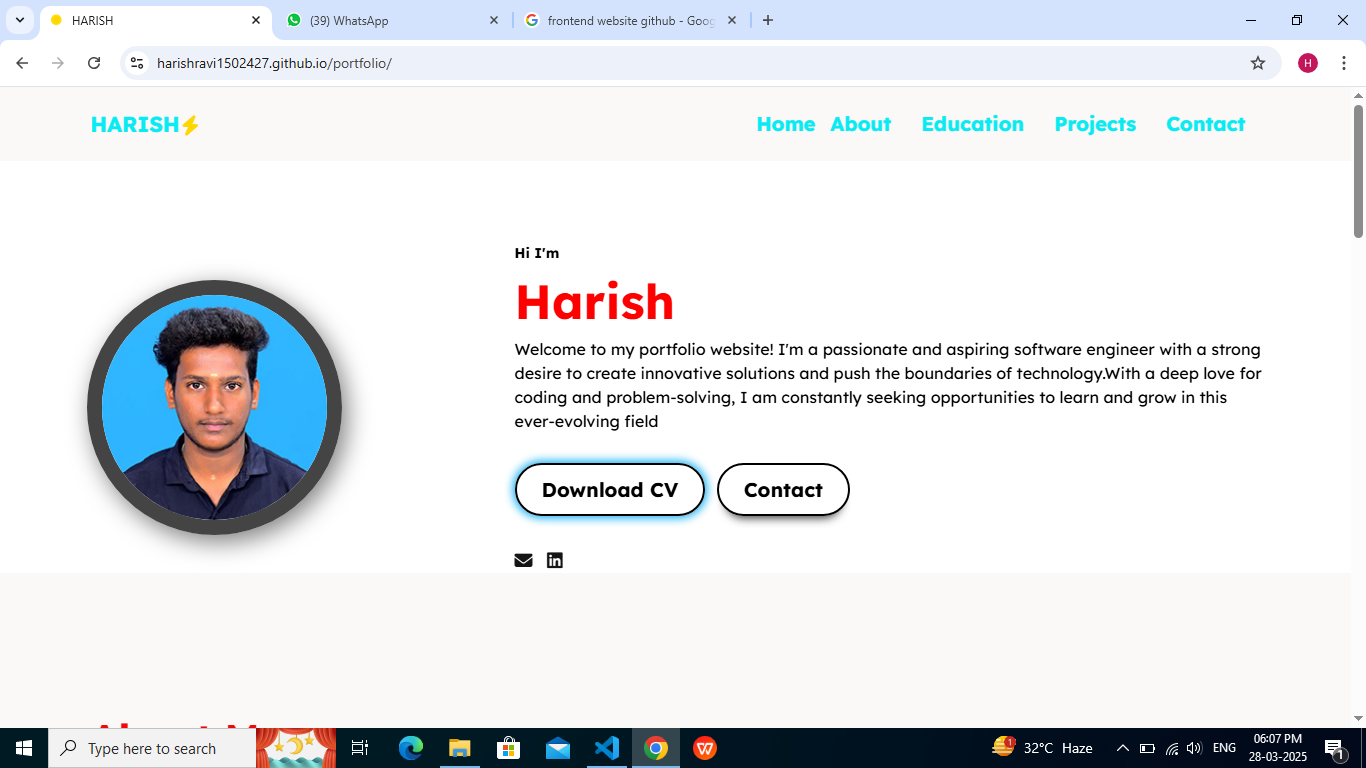 HARISH
(39) WhatsApp
frontend website github - Goog
harishravi1502427.github.io/portfolio/
H
HARISH⚡
Home About Education Projects Contact
Hi I'm
Harish
Welcome to my portfolio website! I'm a passionate and aspiring software engineer with a strong
desire to create innovative solutions and push the boundaries of technology.With a deep love for
coding and problem-solving, I am constantly seeking opportunities to learn and grow in this
ever-evolving field
Download CV Contact
in
About
Type here to search
W
1
32°C Haze
ENG
06:07 PM
28-03-2025
1